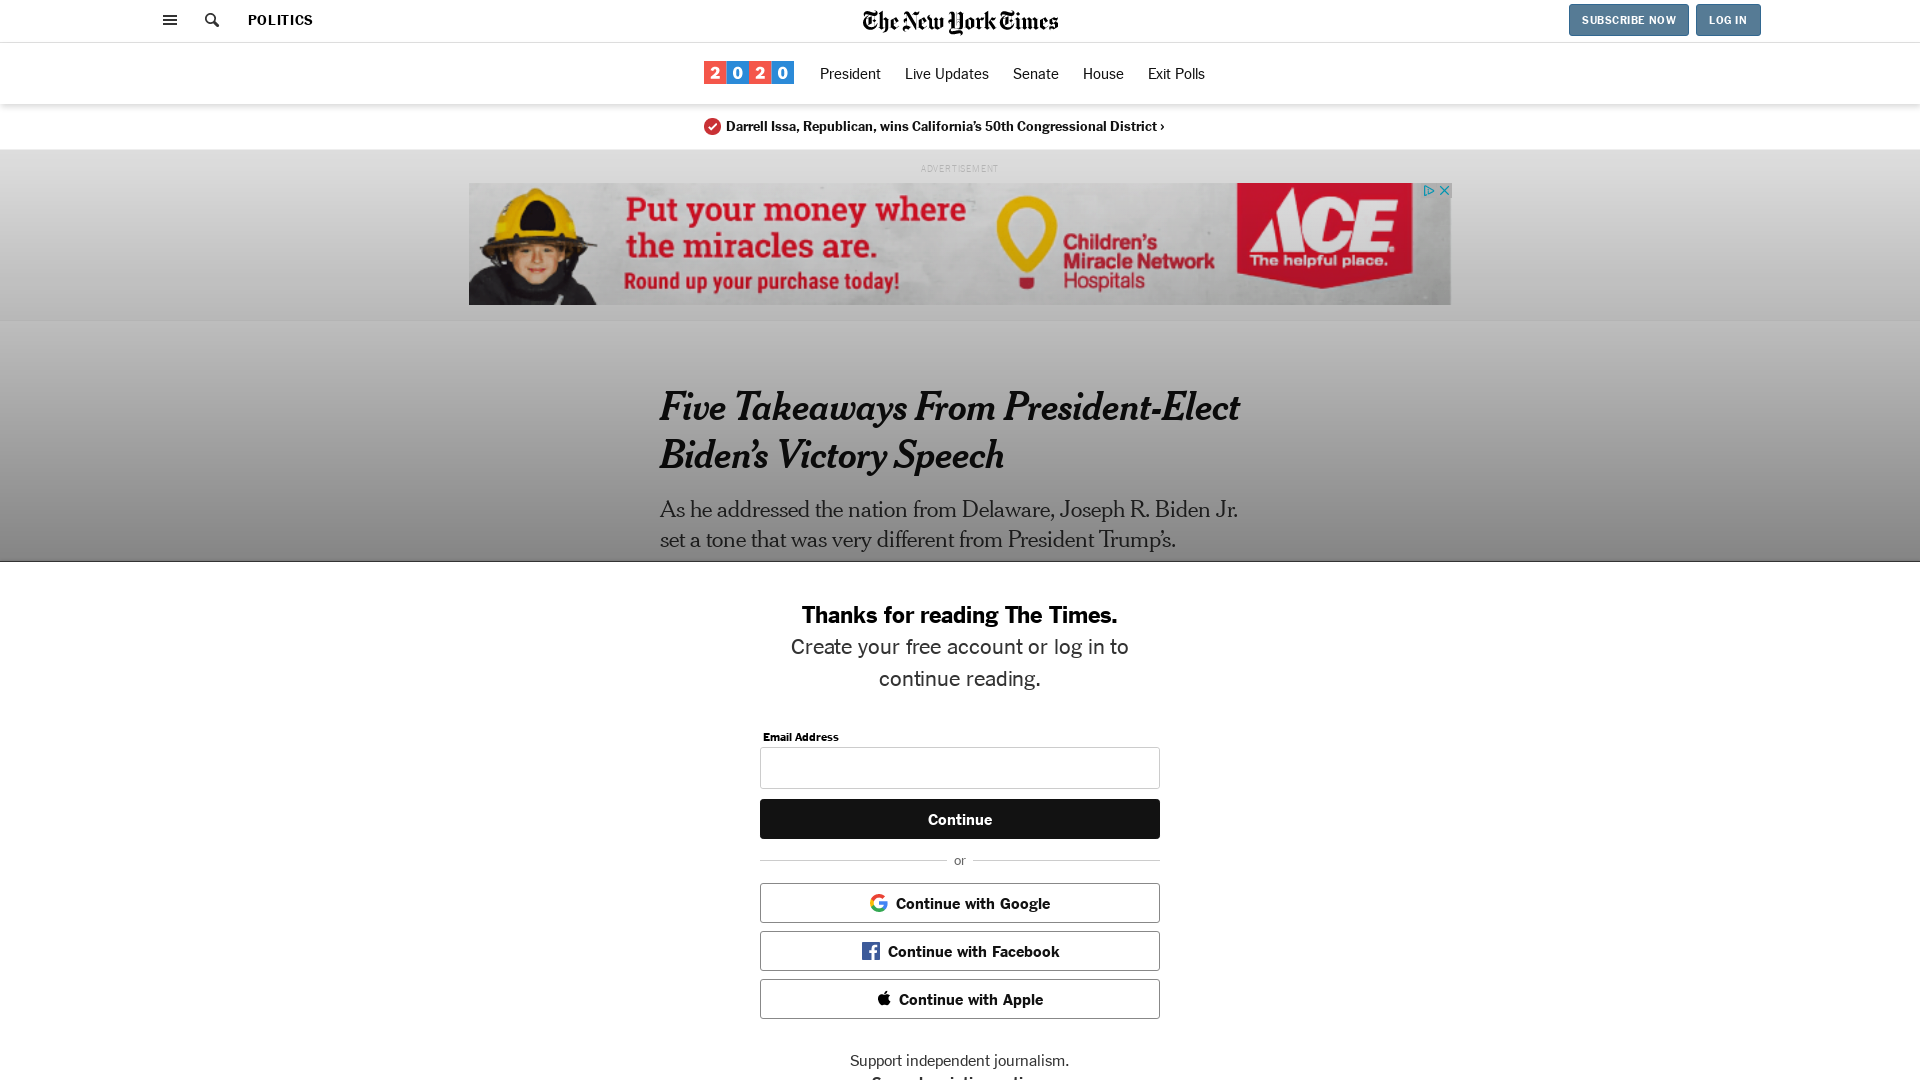 POLITICS
The New York Times
SUBSCRIBE NOW
LOG IN
2020
President
Live Updates
Senate
House
Exit Polls
Darrell Issa, Republican, wins California’s 50th Congressional District ›
ADVERTISEMENT
Put your money where
the miracles are.
Round up your purchase today!
Children’s
Miracle Network
Hospitals
ACE
The helpful place.
Five Takeaways From President-Elect
Biden’s Victory Speech
As he addressed the nation from Delaware, Joseph R. Biden Jr.
set a tone that was very different from President Trump’s.
Thanks for reading The Times.
Create your free account or log in to
continue reading.
Email Address
Continue
or
Continue with Google
Continue with Facebook
Continue with Apple
Support independent journalism.